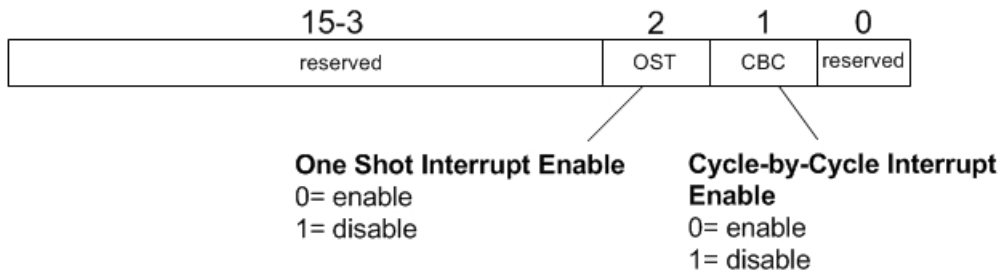 15-3 2 1 0
reserved OST CBC reserved
One Shot Interrupt Enable
0= enable
1= disable
Cycle-by-Cycle Interrupt
Enable
0= enable
1= disable